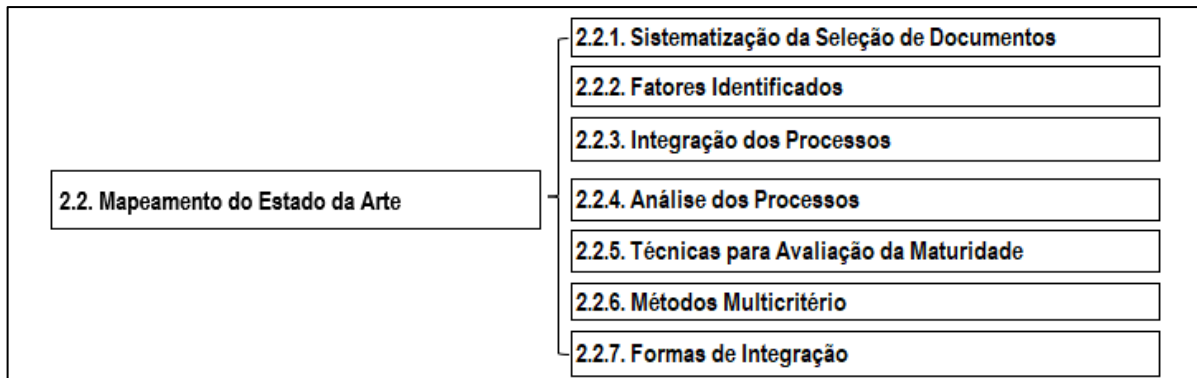 2.2. Mapeamento do Estado da Arte
2.2.1. Sistematização da Seleção de Documentos
2.2.2. Fatores Identificados
2.2.3. Integração dos Processos
2.2.4. Análise dos Processos
2.2.5. Técnicas para Avaliação da Maturidade
2.2.6. Métodos Multicritério
2.2.7. Formas de Integração